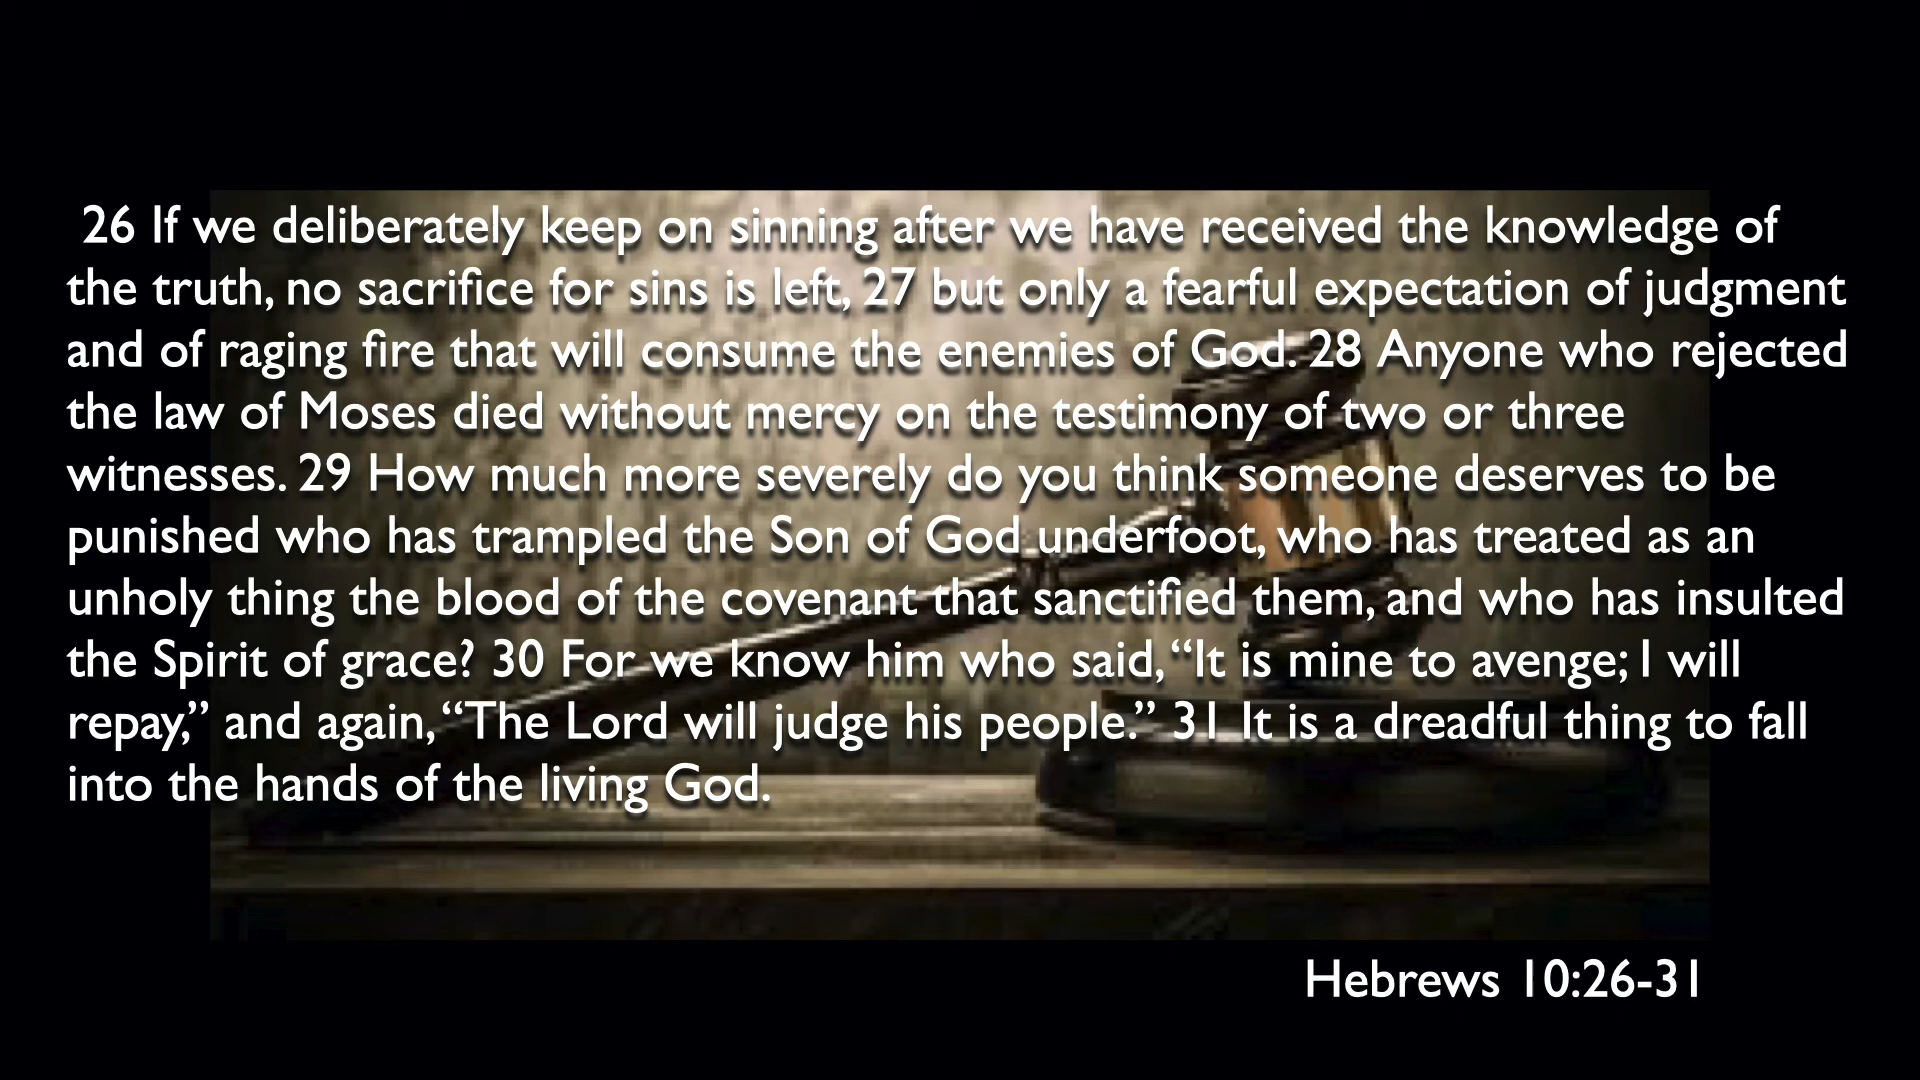 26 If we deliberately keep on sinning after we have received the knowledge of
the truth, no sacrifice for sins is left, 27 but only a fearful expectation of judgment
and of raging fire that will consume the enemies of God. 28 Anyone who rejected
the law of Moses died without mercy on the testimony of two or three
witnesses. 29 How much more severely do you think someone deserves to be
punished who has trampled the Son of God underfoot, who has treated as an
unholy thing the blood of the covenant that sanctified them, and who has insulted
the Spirit of grace? 30 For we know him who said, “It is mine to avenge; I will
repay,” and again, “The Lord will judge his people.” 31 It is a dreadful thing to fall
into the hands of the living God.
Hebrews 10:26-31